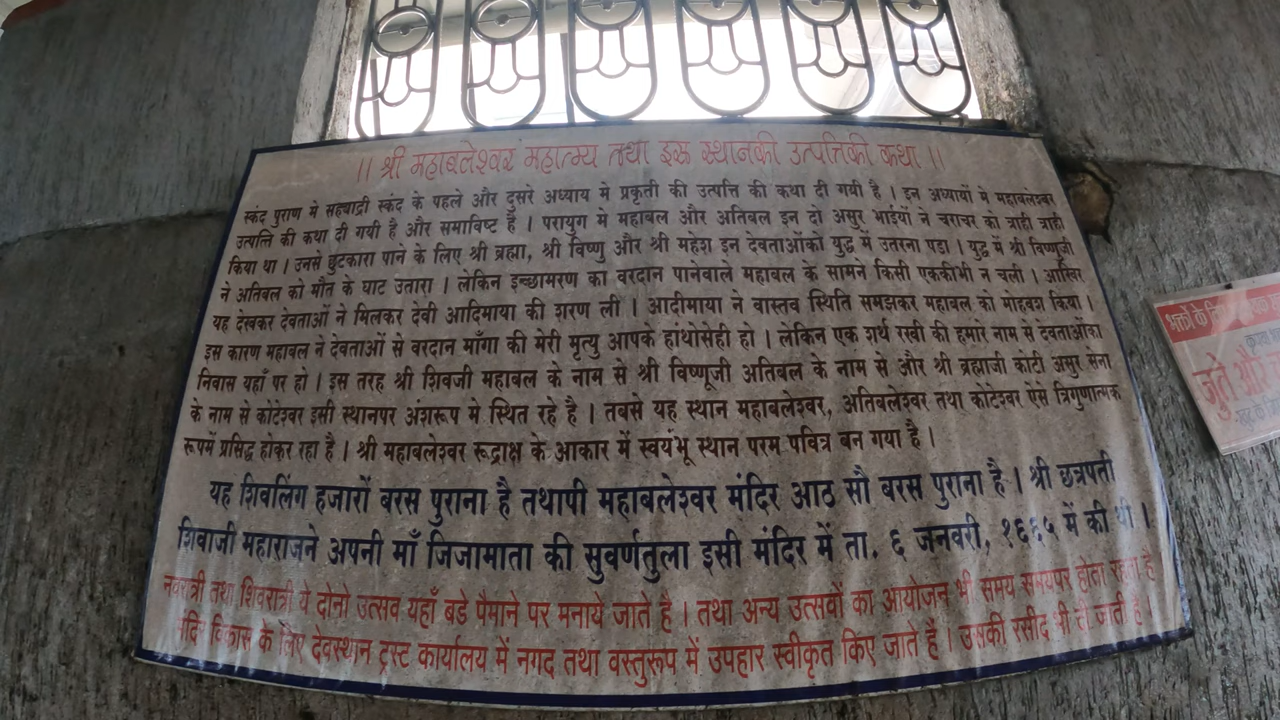 || श्री महाबलेश्वर महात्म्य तथा इस स्थानकी उत्पत्तिकी कथा ||
स्कंद पुराण मे सहयाद्री स्कंद के पहले और दुसरे अध्याय मे प्रकृती की उत्पत्ति की कथा दी गयी है । इन अध्यायों मे महाबलेश्वर
उत्पत्ति की कथा दी गयी है और समाविष्ट है । परायुग मे महाबल और अतिबल इन दो असुर भाईयों ने चराचर को त्राही त्राही
किया था । उनसे छुटकारा पाने के लिए श्री ब्रह्मा, श्री विष्णु और श्री महेश इन देवताओंको युद्ध में उतरना पडा । युद्ध में श्री विष्णूजी
ने अतिबल को मौत के घाट उतारा । लेकिन इच्छामरण का वरदान पानेवाले महाबल के सामने किसी एककीभी न चली । आखिर
यह देखकर देवताओं ने मिलकर देवी आदिमाया की शरण ली । आदीमाया ने वास्तव स्थिति समझकर महाबल को मोहवश किया ।
इस कारण महाबल ने देवताओं से वरदान माँगा की मेरी मृत्यु आपके हांथोसेही हो । लेकिन एक शर्थ रखी की हमारे नाम से देवताओंका
निवास यहाँ पर हो । इस तरह श्री शिवजी महाबल के नाम से श्री विष्णूजी अतिबल के नाम से और श्री ब्रह्माजी कोटी असुर सेना
के नाम से कोटेश्वर इसी स्थानपर अंशरूप मे स्थित रहे है । तबसे यह स्थान महाबलेश्वर, अतिबलेश्वर तथा कोटेश्वर ऐसे त्रिगुणात्मक
रूपमें प्रसिद्ध होकर रहा है । श्री महाबलेश्वर रूद्राक्ष के आकार में स्वयंभू स्थान परम पवित्र बन गया है ।
यह शिवलिंग हजारों बरस पुराना है तथापी महाबलेश्वर मंदिर आठ सौ बरस पुराना है । श्री छत्रपती
शिवाजी महाराजने अपनी माँ जिजामाता की सुवर्णतुला इसी मंदिर में ता. ६ जनवरी, १६६५ में की थी ।
नवरात्री तथा शिवरात्री ये दोनो उत्सव यहाँ बडे पैमाने पर मनाये जाते है । तथा अन्य उत्सवों का आयोजन भी समय समयपर होता रहता है
मंदिर विकास के लिए देवस्थान ट्रस्ट कार्यालय में नगद तथा वस्तुरूप में उपहार स्वीकृत किए जाते है । उसकी रसीद भी दी जाती है ।
भक्तों के
जुते और